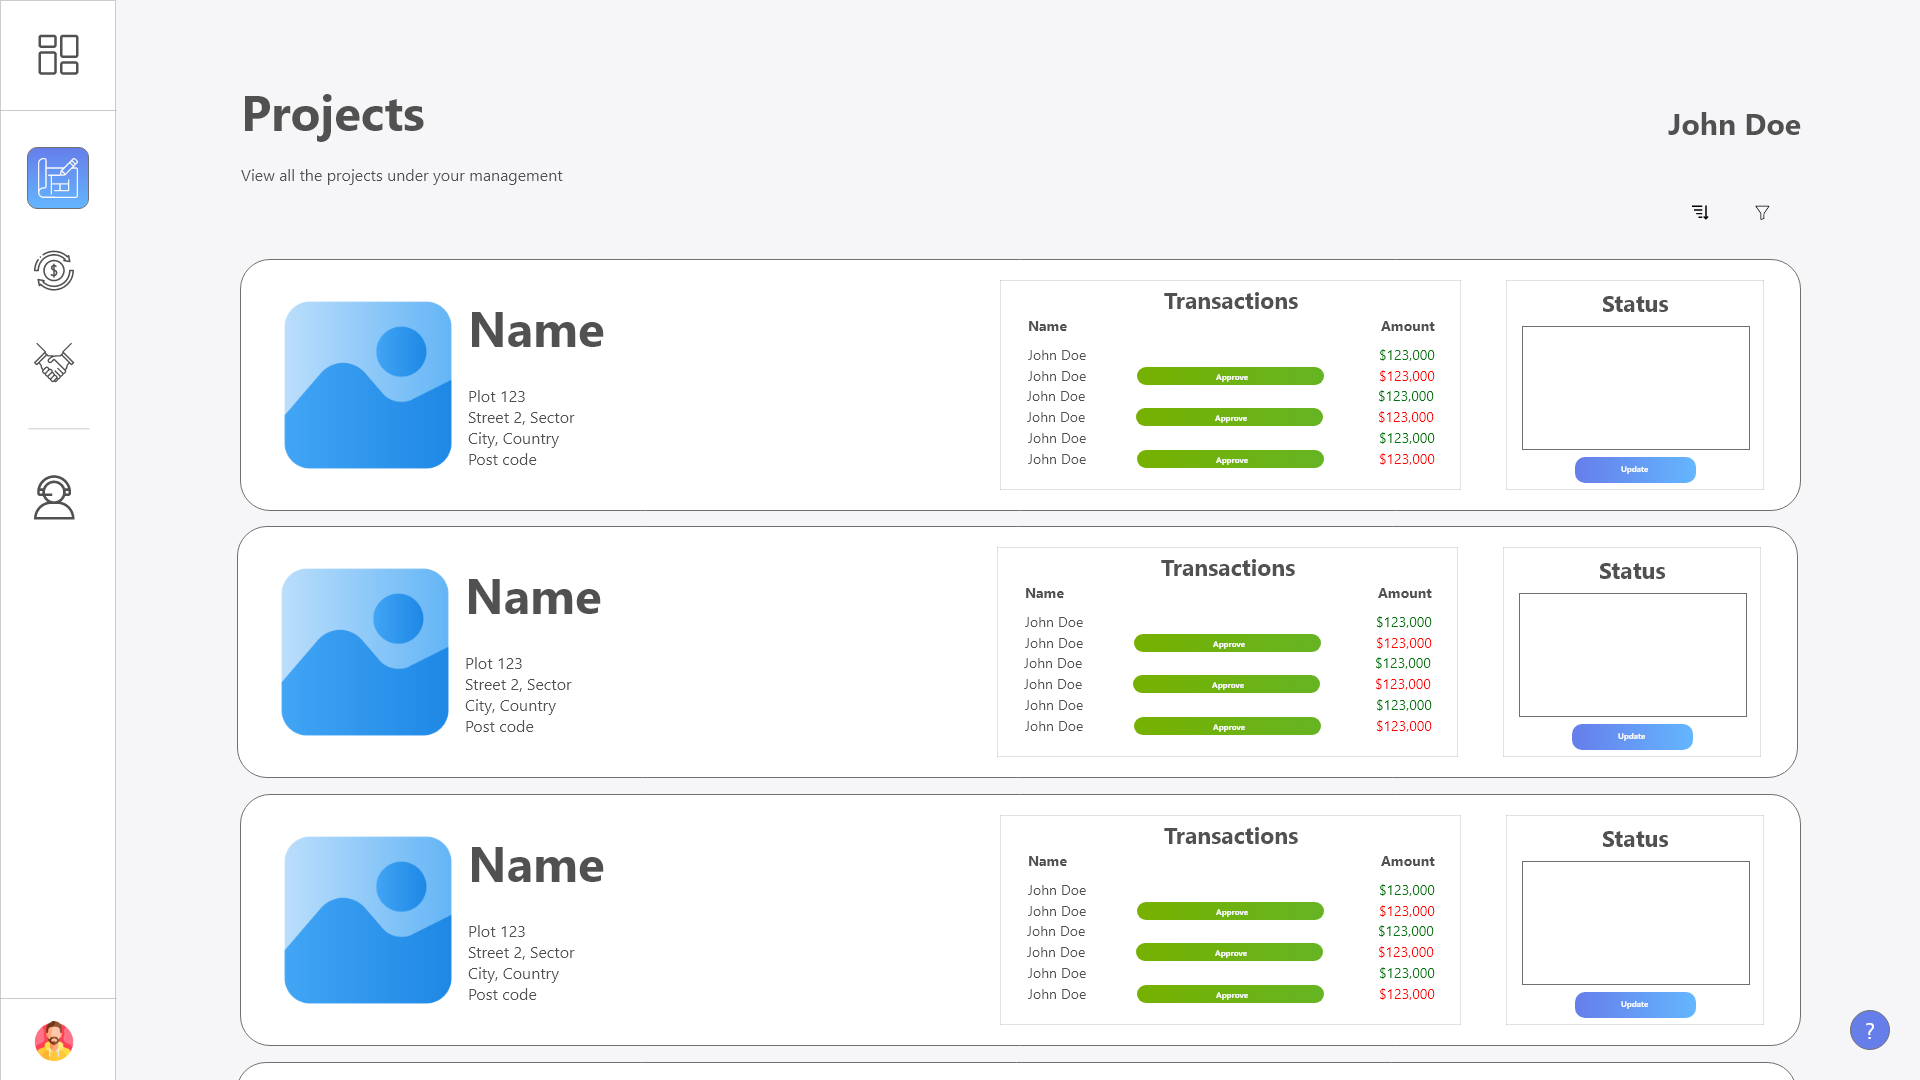 Projects
John Doe
View all the projects under your management
Name
Plot 123
Street 2, Sector
City, Country
Post code
Transactions
Name Amount
John Doe $123,000
John Doe Approve $123,000
John Doe $123,000
John Doe Approve $123,000
John Doe $123,000
John Doe Approve $123,000
Status
Update
Name
Plot 123
Street 2, Sector
City, Country
Post code
Transactions
Name Amount
John Doe $123,000
John Doe Approve $123,000
John Doe $123,000
John Doe Approve $123,000
John Doe $123,000
John Doe Approve $123,000
Status
Update
Name
Plot 123
Street 2, Sector
City, Country
Post code
Transactions
Name Amount
John Doe $123,000
John Doe Approve $123,000
John Doe $123,000
John Doe Approve $123,000
John Doe $123,000
John Doe Approve $123,000
Status
Update
?